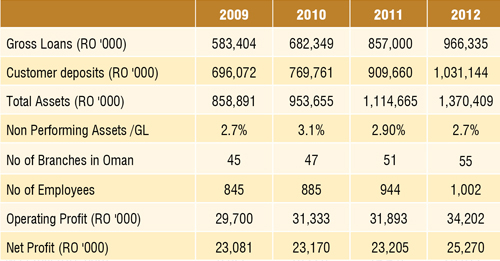 2009 2010 2011 2012
Gross Loans (RO '000) 583,404 682,349 857,000 966,335
Customer deposits (RO '000) 696,072 769,761 909,660 1,031,144
Total Assets (RO '000) 858,891 953,655 1,114,665 1,370,409
Non Performing Assets /GL 2.7% 3.1% 2.90% 2.7%
No of Branches in Oman 45 47 51 55
No of Employees 845 885 944 1,002
Operating Profit (RO '000) 29,700 31,333 31,893 34,202
Net Profit (RO '000) 23,081 23,170 23,205 25,270